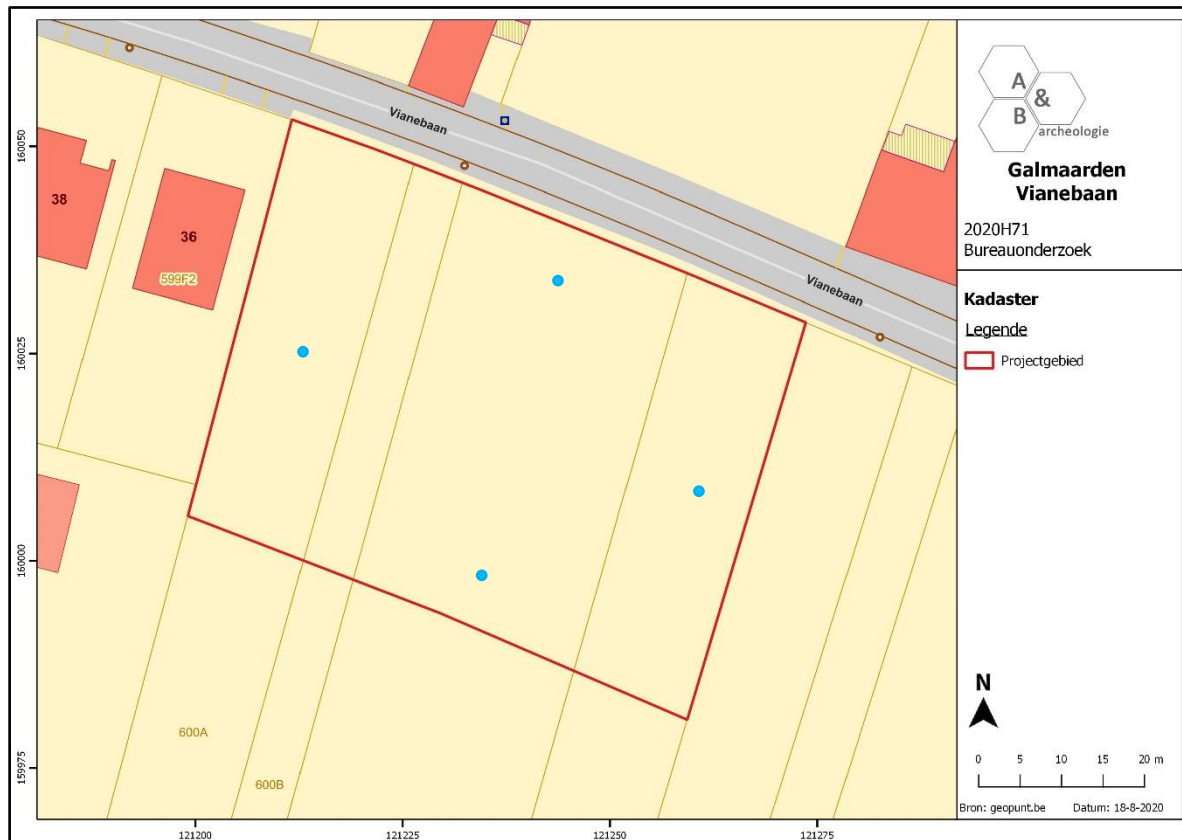 Vianebaan
Vianebaan
38
36
599F2
600A
600B
160050
160025
160000
159975
121200
121225
121250
121275
A
&
B
archeologie
Galmaarden
Vianebaan
2020H71
Bureauonderzoek
Kadaster
Legende
Projectgebied
N
0 5 10 15 20 m
Bron: geopunt.be Datum: 18-8-2020